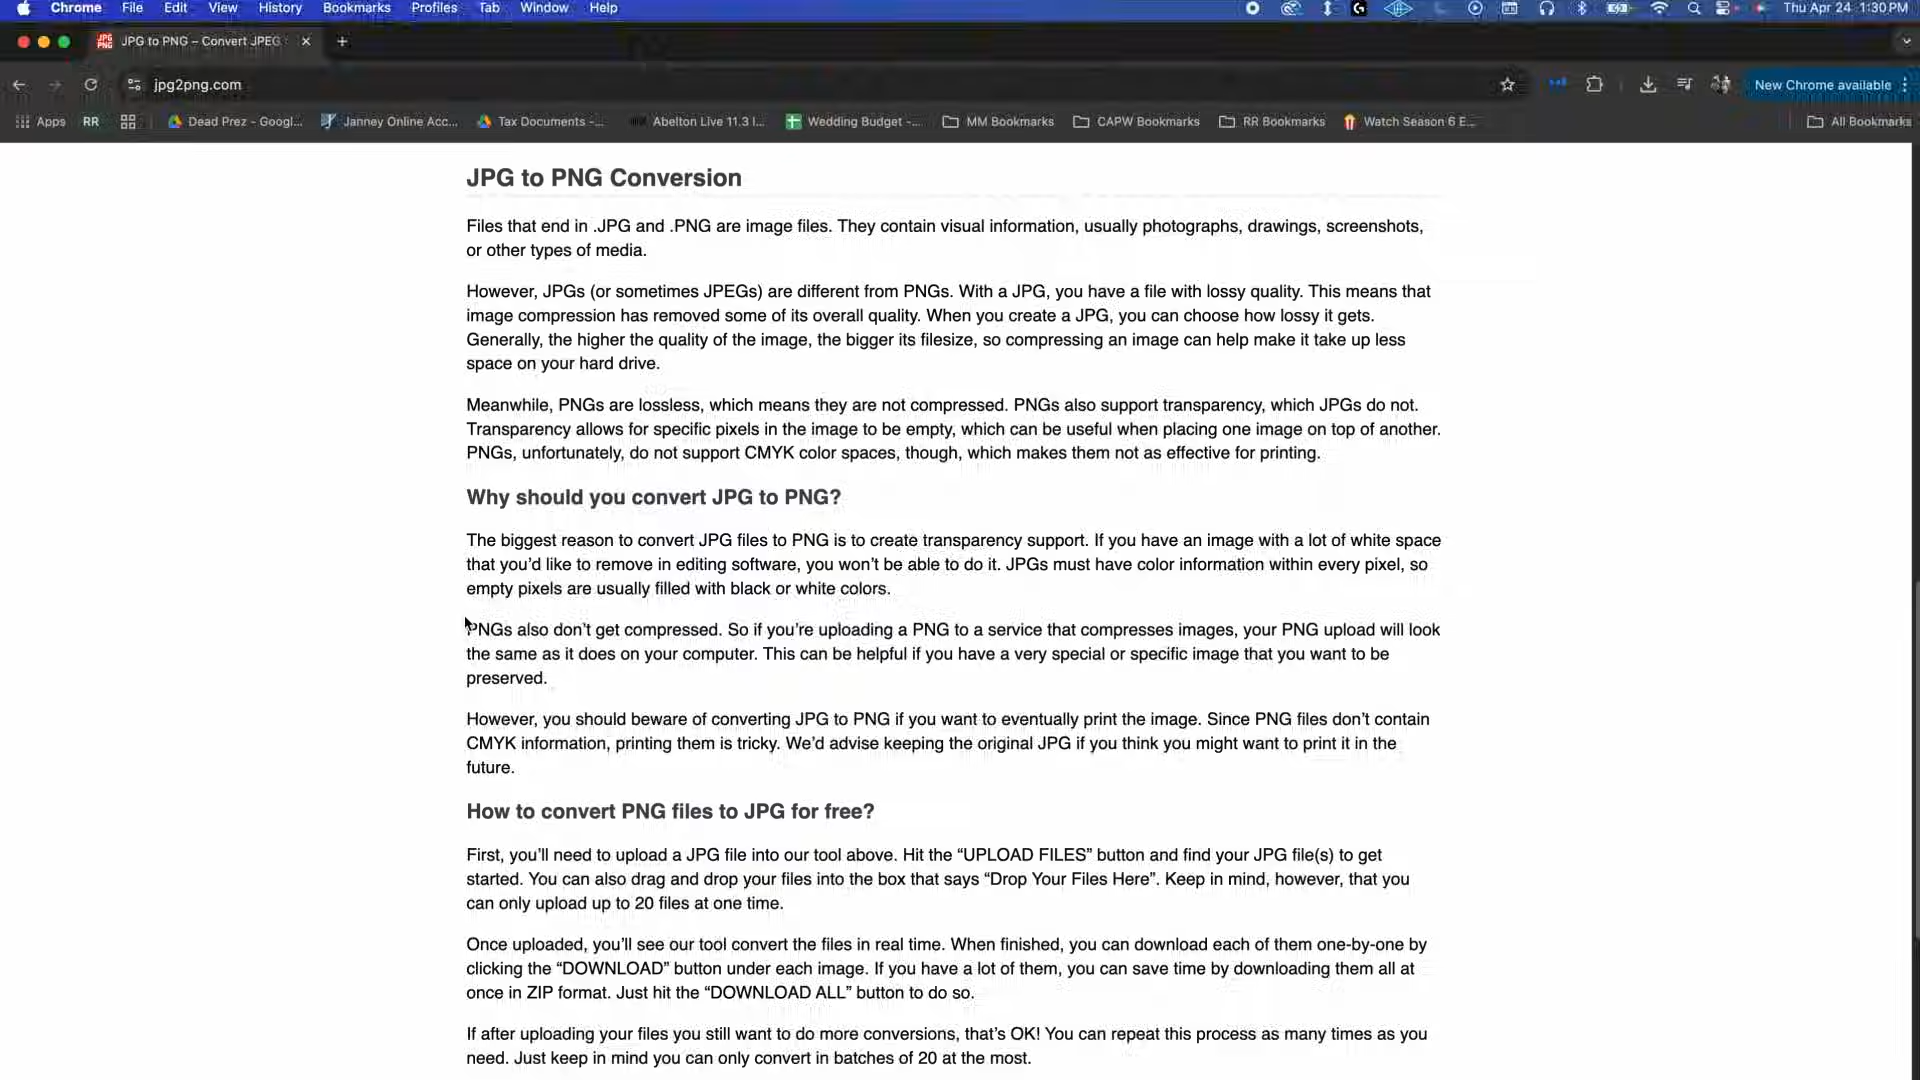 Chrome File Edit View History Bookmarks Profiles Tab Window Help Thu Apr 24 1:30 PM
JPG to PNG – Convert JPEG
jpg2png.com New Chrome available
Apps RR Dead Prez - Googl... Janney Online Acc... Tax Documents -... Abelton Live 11.3 I... Wedding Budget -... MM Bookmarks CAPW Bookmarks RR Bookmarks Watch Season 6 E... All Bookmarks
JPG to PNG Conversion
Files that end in .JPG and .PNG are image files. They contain visual information, usually photographs, drawings, screenshots,
or other types of media.
However, JPGs (or sometimes JPEGs) are different from PNGs. With a JPG, you have a file with lossy quality. This means that
image compression has removed some of its overall quality. When you create a JPG, you can choose how lossy it gets.
Generally, the higher the quality of the image, the bigger its filesize, so compressing an image can help make it take up less
space on your hard drive.
Meanwhile, PNGs are lossless, which means they are not compressed. PNGs also support transparency, which JPGs do not.
Transparency allows for specific pixels in the image to be empty, which can be useful when placing one image on top of another.
PNGs, unfortunately, do not support CMYK color spaces, though, which makes them not as effective for printing.
Why should you convert JPG to PNG?
The biggest reason to convert JPG files to PNG is to create transparency support. If you have an image with a lot of white space
that you’d like to remove in editing software, you won’t be able to do it. JPGs must have color information within every pixel, so
empty pixels are usually filled with black or white colors.
PNGs also don’t get compressed. So if you’re uploading a PNG to a service that compresses images, your PNG upload will look
the same as it does on your computer. This can be helpful if you have a very special or specific image that you want to be
preserved.
However, you should beware of converting JPG to PNG if you want to eventually print the image. Since PNG files don’t contain
CMYK information, printing them is tricky. We’d advise keeping the original JPG if you think you might want to print it in the
future.
How to convert PNG files to JPG for free?
First, you’ll need to upload a JPG file into our tool above. Hit the “UPLOAD FILES” button and find your JPG file(s) to get
started. You can also drag and drop your files into the box that says “Drop Your Files Here”. Keep in mind, however, that you
can only upload up to 20 files at one time.
Once uploaded, you’ll see our tool convert the files in real time. When finished, you can download each of them one-by-one by
clicking the “DOWNLOAD” button under each image. If you have a lot of them, you can save time by downloading them all at
once in ZIP format. Just hit the “DOWNLOAD ALL” button to do so.
If after uploading your files you still want to do more conversions, that’s OK! You can repeat this process as many times as you
need. Just keep in mind you can only convert in batches of 20 at the most.